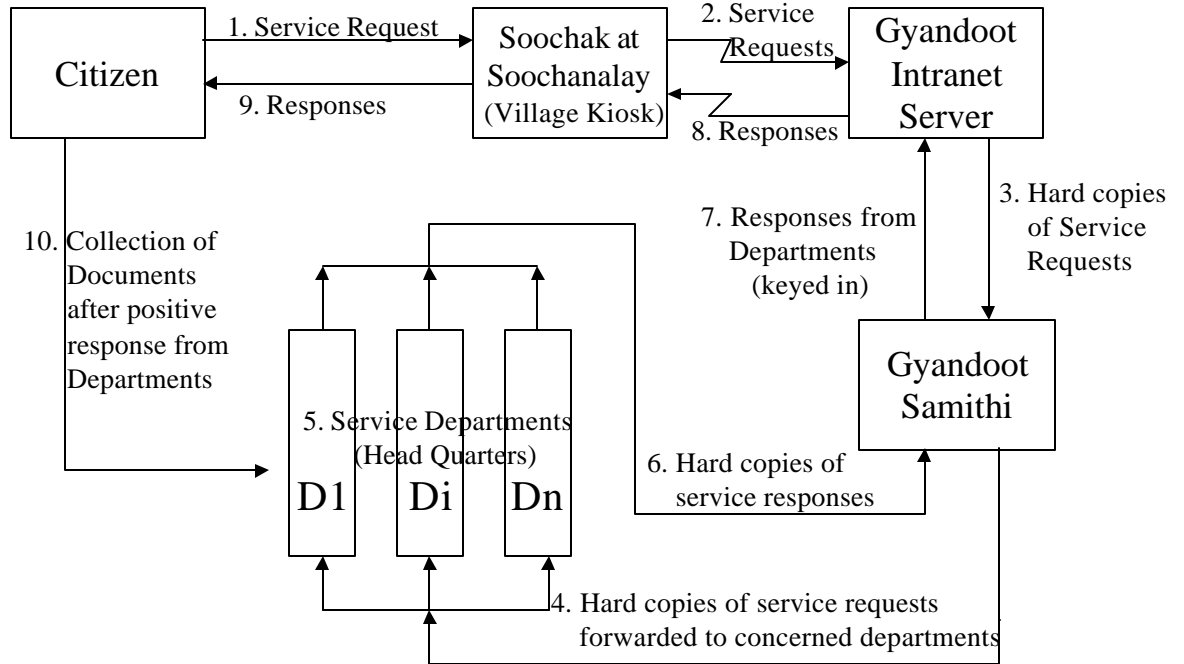 Citizen
1. Service Request
9. Responses
Soochak at
Soochanalay
(Village Kiosk)
2. Service
Requests
8. Responses
Gyandoot
Intranet
Server
3. Hard copies
of Service
Requests
7. Responses from
Departments
(keyed in)
Gyandoot
Samithi
10. Collection of
Documents
after positive
response from
Departments
5. Service Departments
(Head Quarters)
D1
Di
Dn
6. Hard copies of
service responses
4. Hard copies of service requests
forwarded to concerned departments